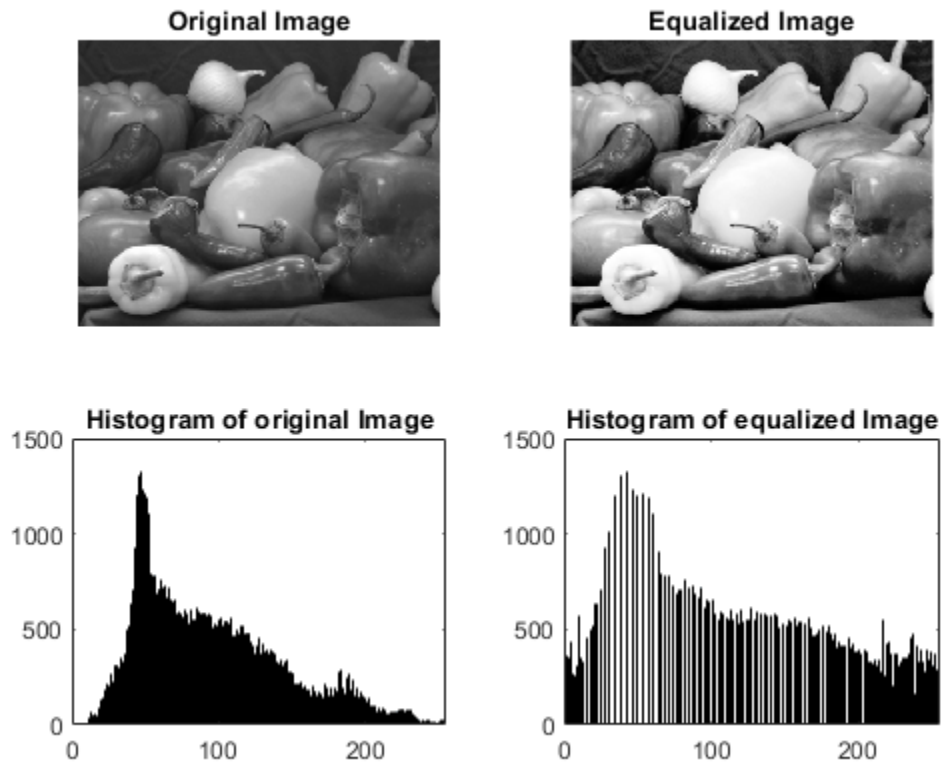 Original Image
Equalized Image
Histogram of original Image
1500
1000
500
0
0 100 200
Histogram of equalized Image
1500
1000
500
0
0 100 200